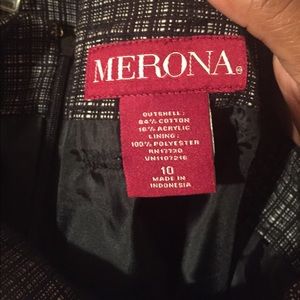 MERONA®
OUTSHELL:
84% COTTON
16% ACRYLIC
LINING:
100% POLYESTER
RN17730
VN1107216
10
MADE IN
INDONESIA